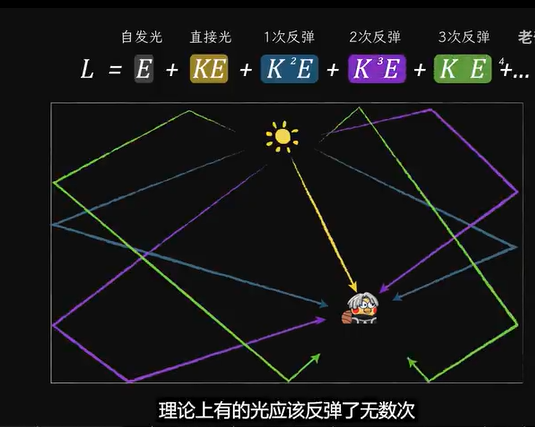 自发光 直接光 1次反弹 2次反弹 3次反弹 老
L = E + KE + K²E + K³E + K⁴E +...
理论上有的光应该反弹了无数次